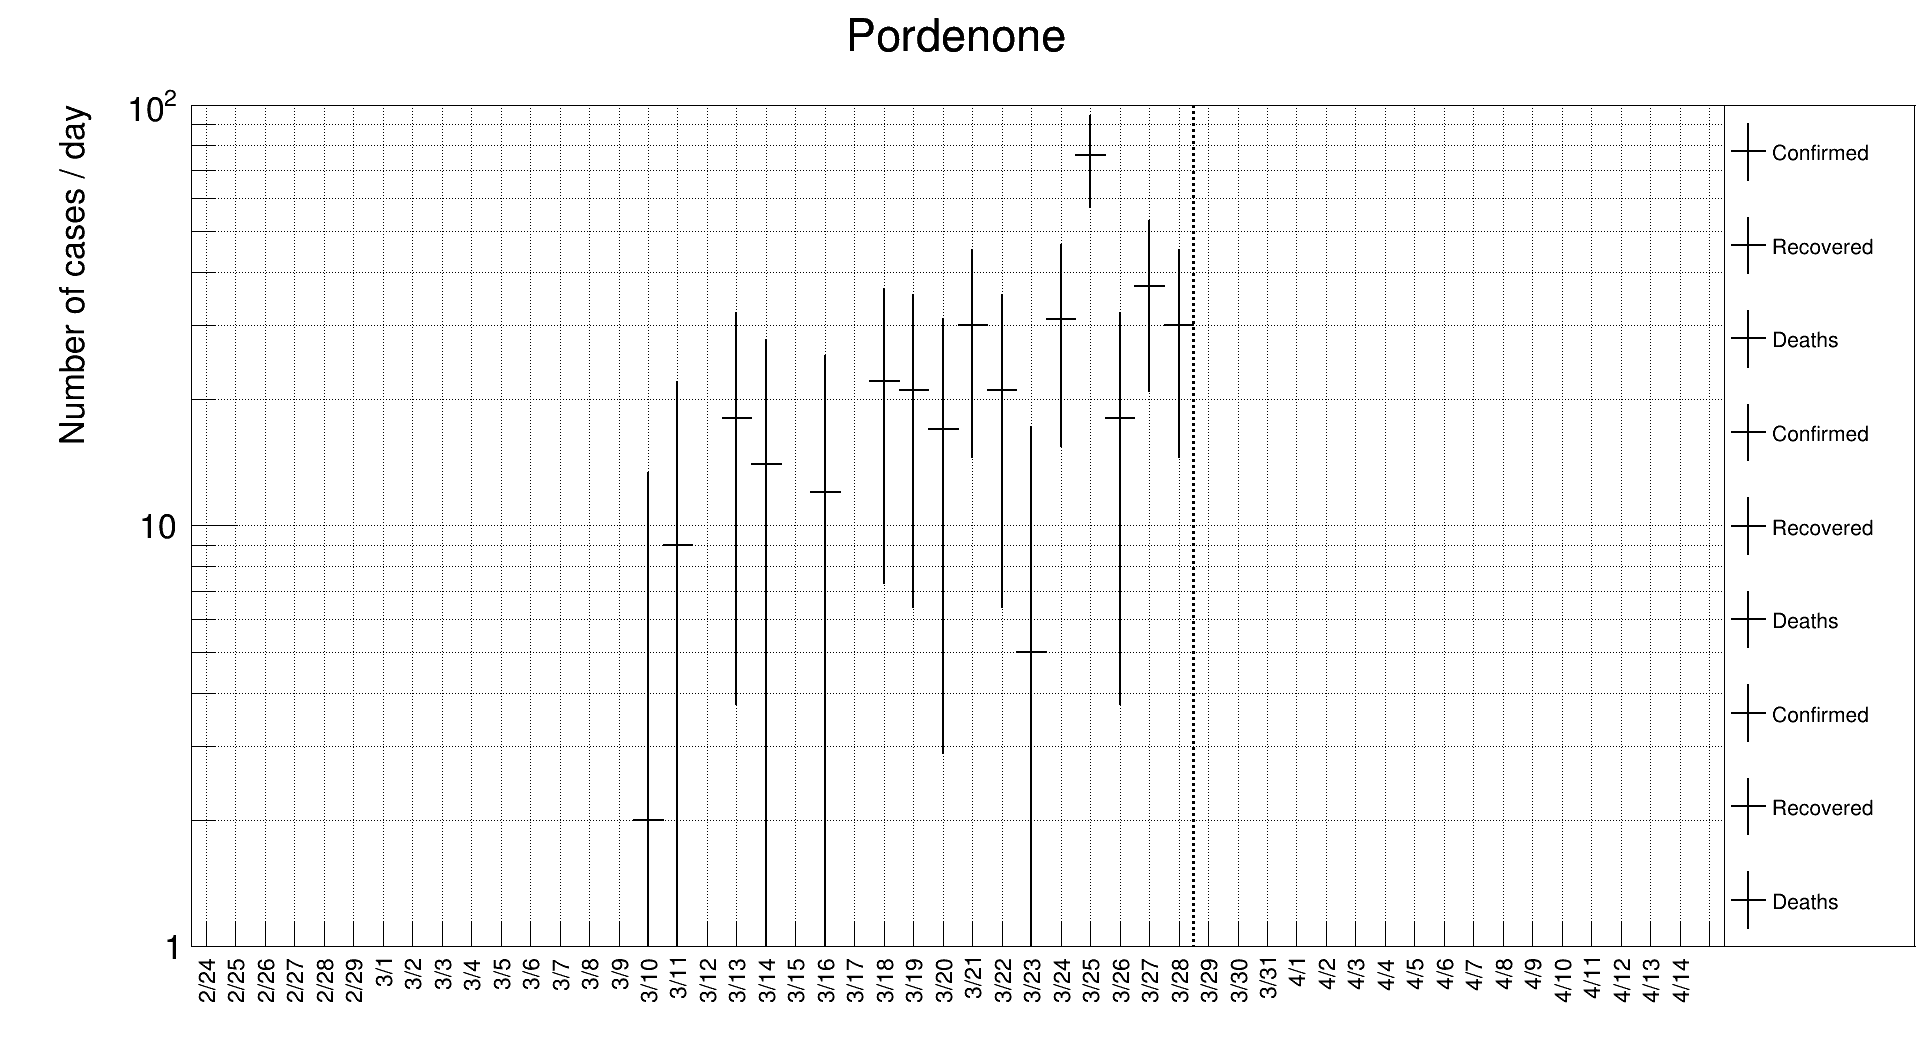 Pordenone
Number of cases / day
10²
10
1
2/24 2/25 2/26 2/27 2/28 2/29 3/1 3/2 3/3 3/4 3/5 3/6 3/7 3/8 3/9 3/10 3/11 3/12 3/13 3/14 3/15 3/16 3/17 3/18 3/19 3/20 3/21 3/22 3/23 3/24 3/25 3/26 3/27 3/28 3/29 3/30 3/31 4/1 4/2 4/3 4/4 4/5 4/6 4/7 4/8 4/9 4/10 4/11 4/12 4/13 4/14
Confirmed
Recovered
Deaths
Confirmed
Recovered
Deaths
Confirmed
Recovered
Deaths